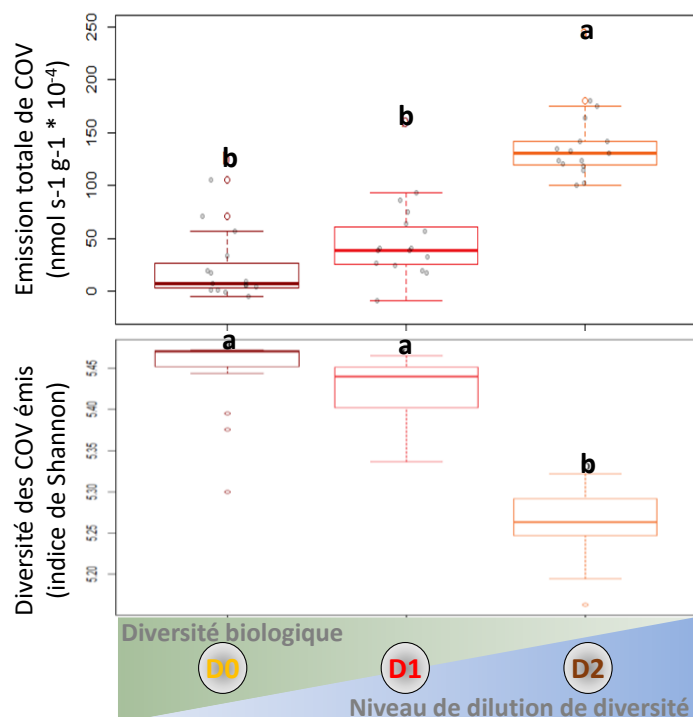 Emission totale de COV
(nmol s-1 g-1 * 10-4)
250
200
150
100
50
0
b
b
a
Diversité des COV émis
(indice de Shannon)
5.45
5.40
5.35
5.30
5.25
5.20
a
a
b
Diversité biologique
D0
D1
D2
Niveau de dilution de diversité